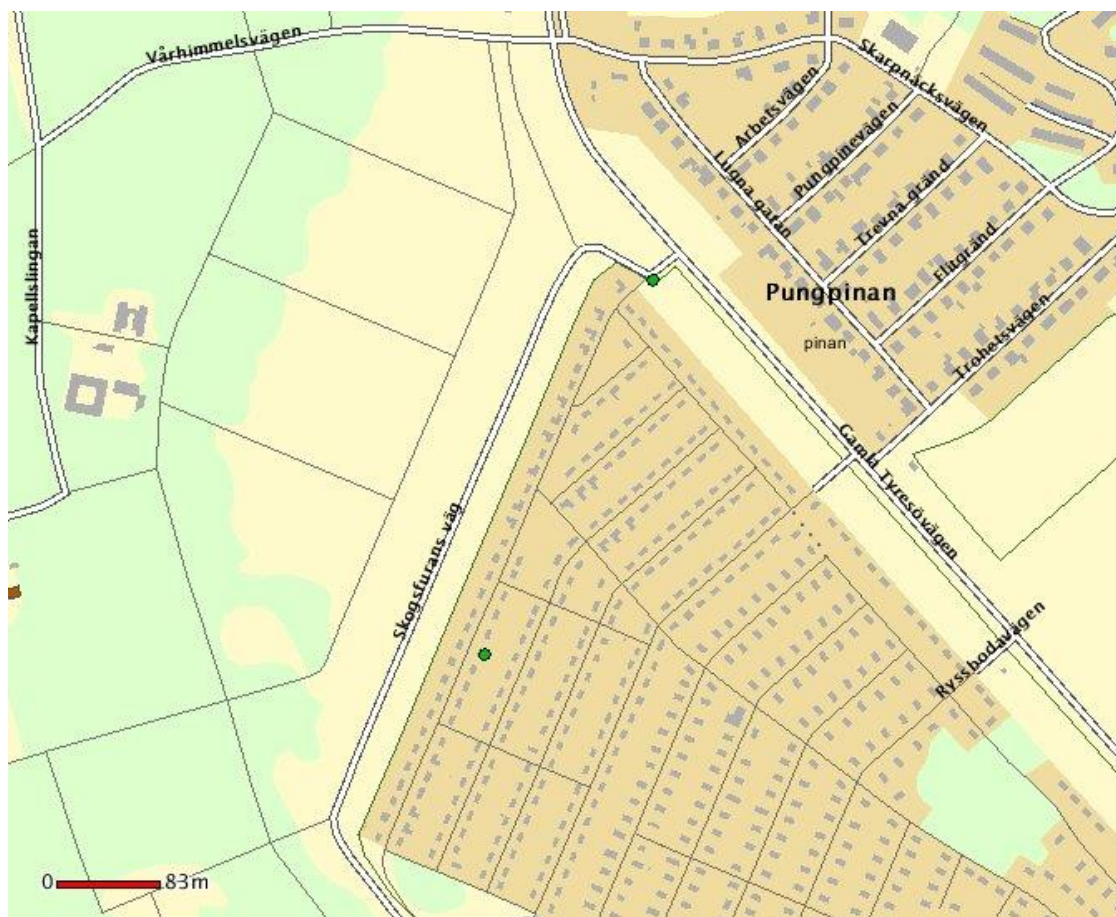 Vårhimmelsvägen
Skarpnäcksvägen
Arbetsvägen
Pungpinevägen
Lugna gatan
Trevna gränd
Flitgränd
Kapellslingan
Pungpinan
Trohetsvägen
pinan
Gamla Tyresövägen
Skogsfurans väg
Ryssbodavägen
0 83m